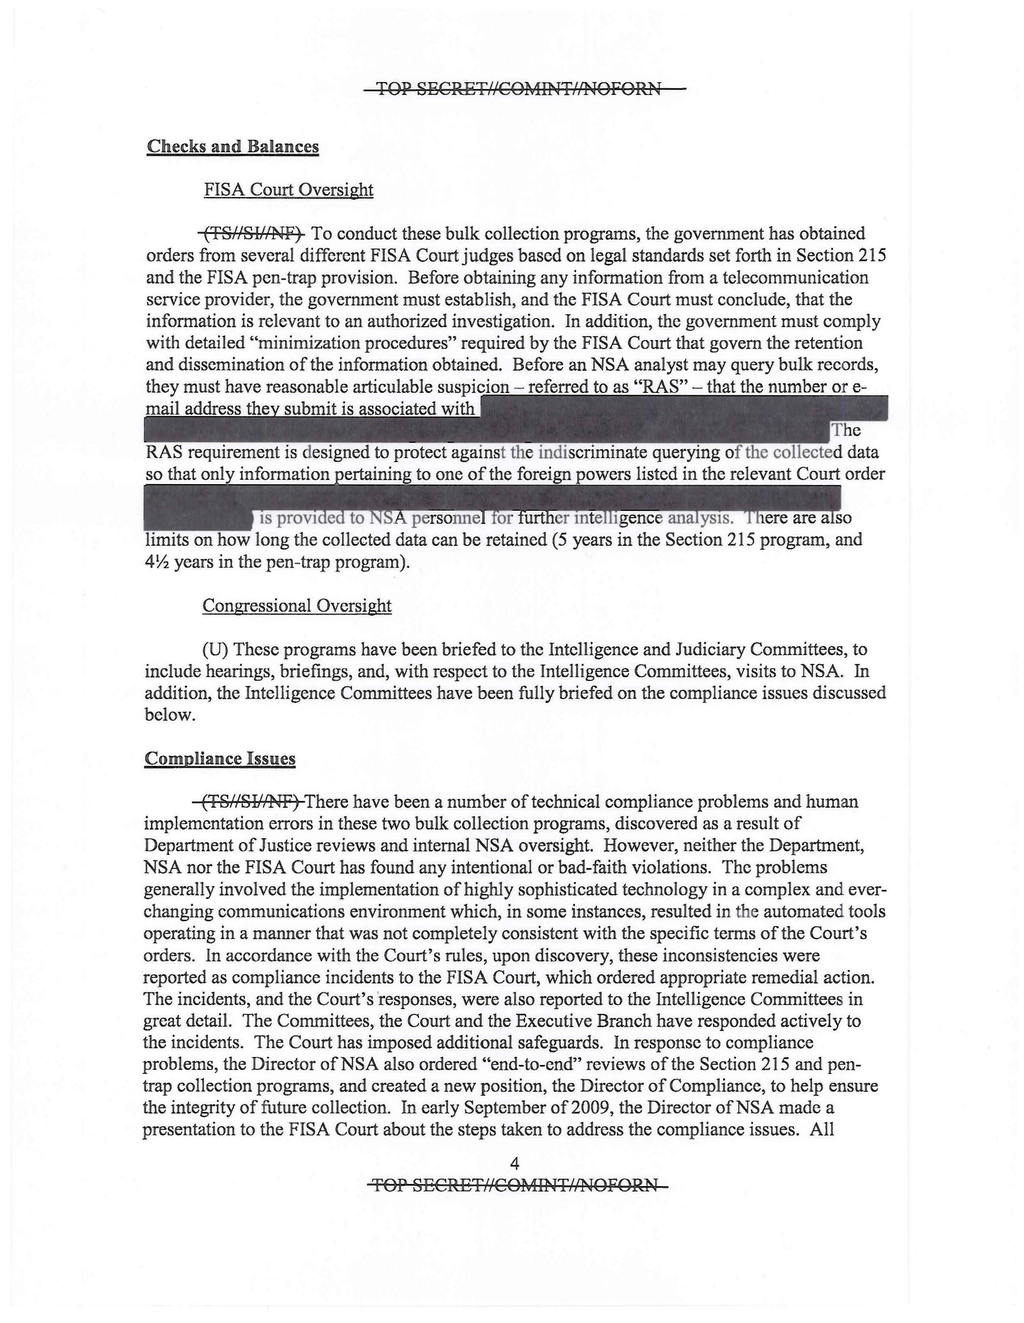 TOP SECRET//COMINT//NOFORN
Checks and Balances
FISA Court Oversight
(TS//SI//NF) To conduct these bulk collection programs, the government has obtained
orders from several different FISA Court judges based on legal standards set forth in Section 215
and the FISA pen-trap provision. Before obtaining any information from a telecommunication
service provider, the government must establish, and the FISA Court must conclude, that the
information is relevant to an authorized investigation. In addition, the government must comply
with detailed “minimization procedures” required by the FISA Court that govern the retention
and dissemination of the information obtained. Before an NSA analyst may query bulk records,
they must have reasonable articulable suspicion – referred to as “RAS” – that the number or e-
mail address they submit is associated with
The
RAS requirement is designed to protect against the indiscriminate querying of the collected data
so that only information pertaining to one of the foreign powers listed in the relevant Court order
is provided to NSA personnel for further intelligence analysis. There are also
limits on how long the collected data can be retained (5 years in the Section 215 program, and
4½ years in the pen-trap program).
Congressional Oversight
(U) These programs have been briefed to the Intelligence and Judiciary Committees, to
include hearings, briefings, and, with respect to the Intelligence Committees, visits to NSA. In
addition, the Intelligence Committees have been fully briefed on the compliance issues discussed
below.
Compliance Issues
(TS//SI//NF) There have been a number of technical compliance problems and human
implementation errors in these two bulk collection programs, discovered as a result of
Department of Justice reviews and internal NSA oversight. However, neither the Department,
NSA nor the FISA Court has found any intentional or bad-faith violations. The problems
generally involved the implementation of highly sophisticated technology in a complex and ever-
changing communications environment which, in some instances, resulted in the automated tools
operating in a manner that was not completely consistent with the specific terms of the Court’s
orders. In accordance with the Court’s rules, upon discovery, these inconsistencies were
reported as compliance incidents to the FISA Court, which ordered appropriate remedial action.
The incidents, and the Court’s responses, were also reported to the Intelligence Committees in
great detail. The Committees, the Court and the Executive Branch have responded actively to
the incidents. The Court has imposed additional safeguards. In response to compliance
problems, the Director of NSA also ordered “end-to-end” reviews of the Section 215 and pen-
trap collection programs, and created a new position, the Director of Compliance, to help ensure
the integrity of future collection. In early September of 2009, the Director of NSA made a
presentation to the FISA Court about the steps taken to address the compliance issues. All
4
TOP SECRET//COMINT//NOFORN